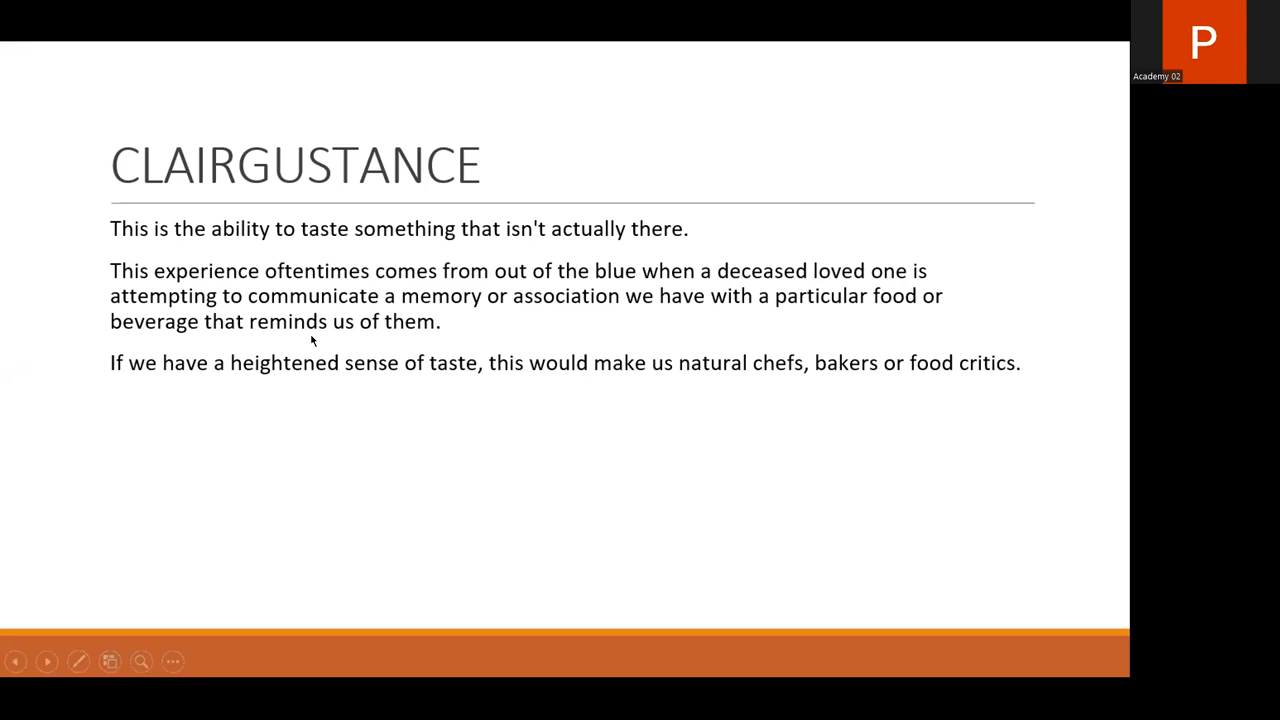 P
Academy 02
CLAIRGUSTANCE
This is the ability to taste something that isn't actually there.
This experience oftentimes comes from out of the blue when a deceased loved one is
attempting to communicate a memory or association we have with a particular food or
beverage that reminds us of them.
If we have a heightened sense of taste, this would make us natural chefs, bakers or food critics.